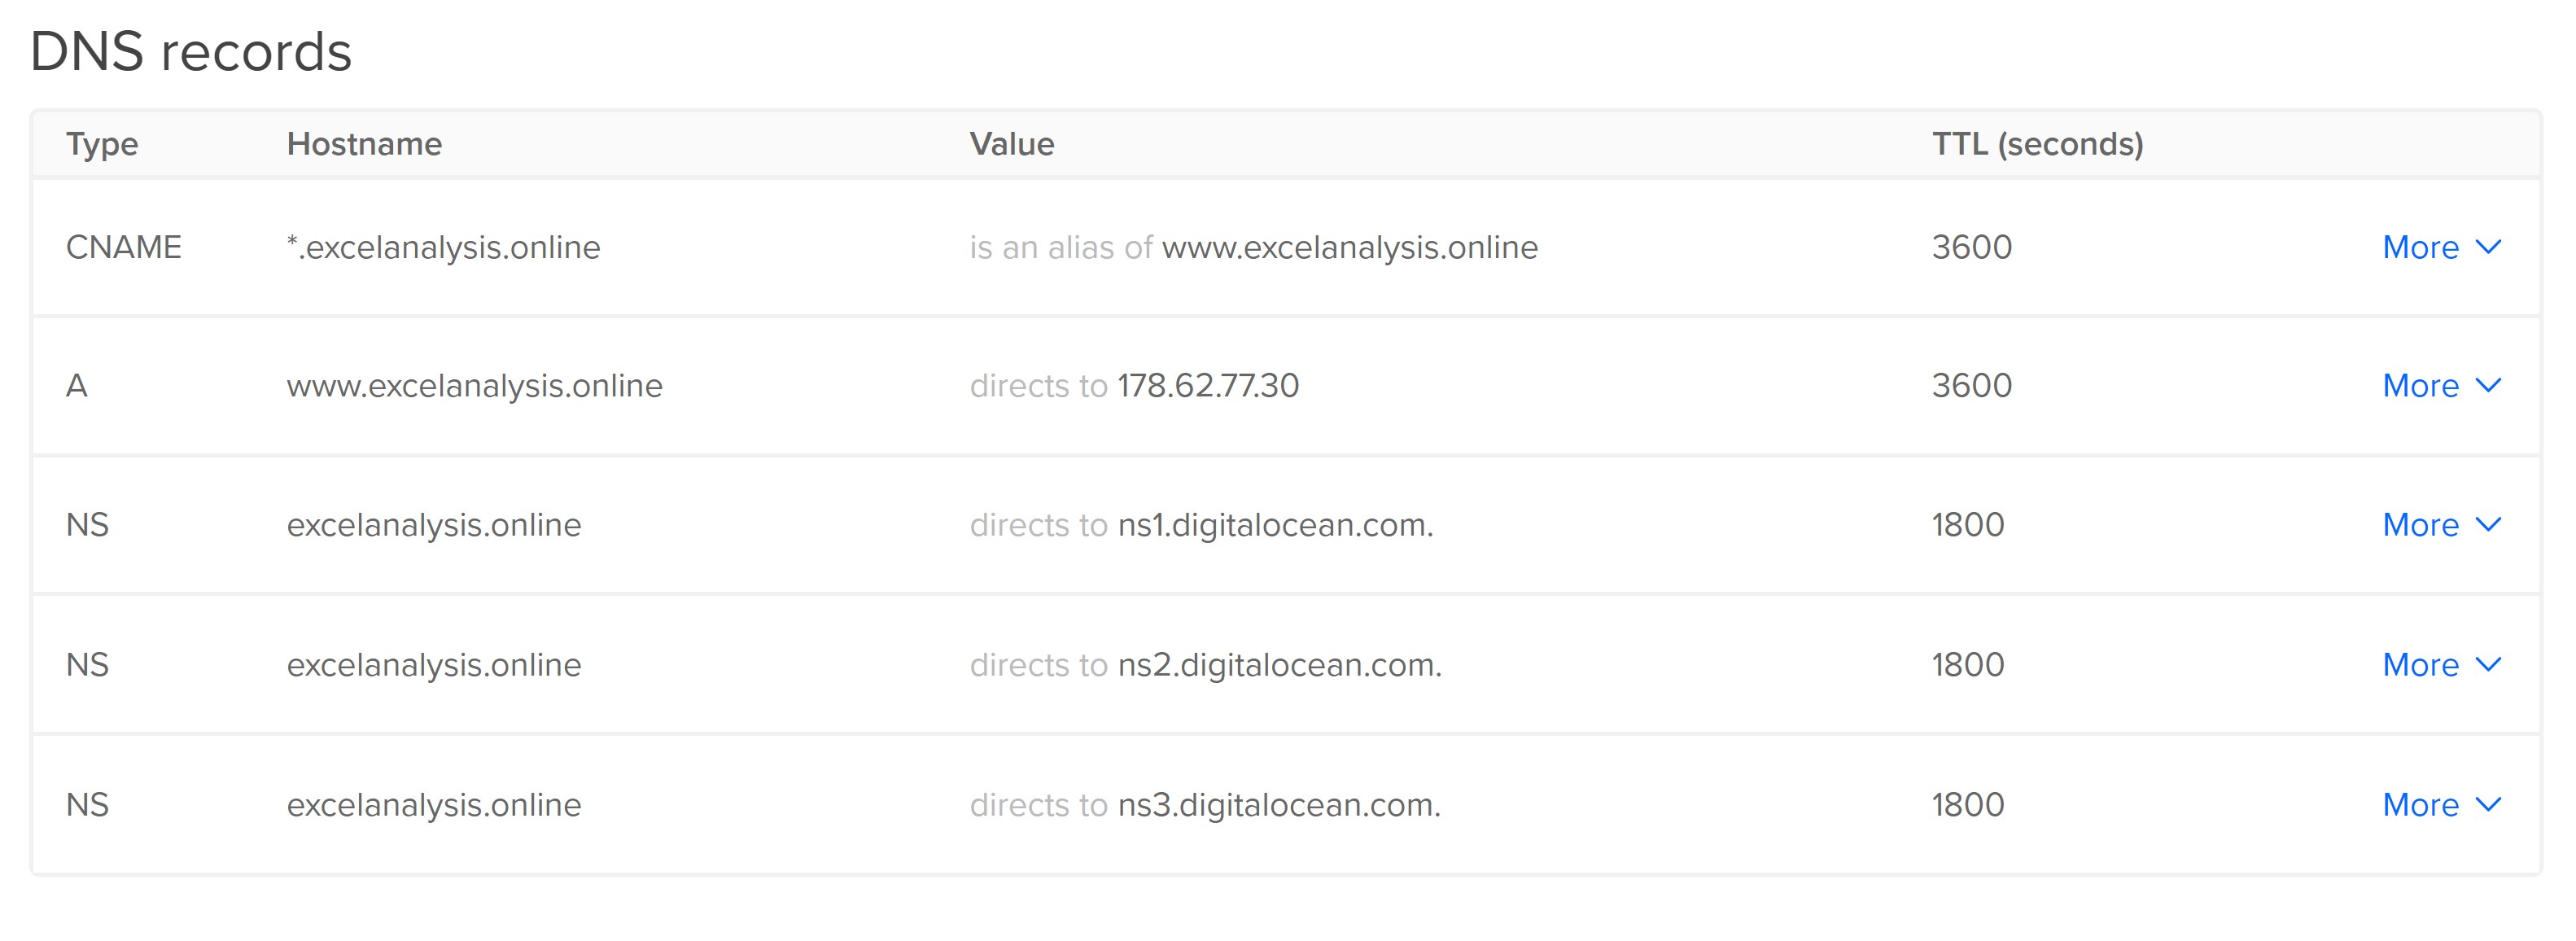 DNS records
Type Hostname Value TTL (seconds)
CNAME *.excelanalysis.online is an alias of www.excelanalysis.online 3600 More
A www.excelanalysis.online directs to 178.62.77.30 3600 More
NS excelanalysis.online directs to ns1.digitalocean.com. 1800 More
NS excelanalysis.online directs to ns2.digitalocean.com. 1800 More
NS excelanalysis.online directs to ns3.digitalocean.com. 1800 More